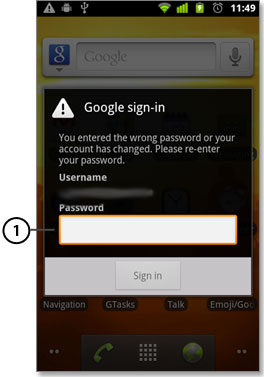 11:49
Google
Google sign-in
You entered the wrong password or your
account has changed. Please re-enter
your password.
Username
Password
1
Sign in
Navigation GTasks Talk Emoji/Goo